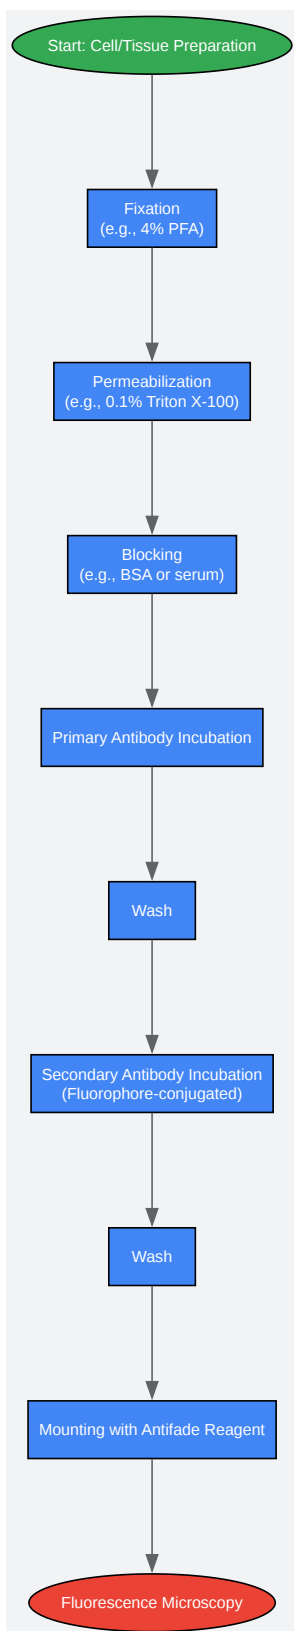 Start: Cell/Tissue Preparation
Fixation
(e.g., 4% PFA)
Permeabilization
(e.g., 0.1% Triton X-100)
Blocking
(e.g., BSA or serum)
Primary Antibody Incubation
Wash
Secondary Antibody Incubation
(Fluorophore-conjugated)
Wash
Mounting with Antifade Reagent
Fluorescence Microscopy